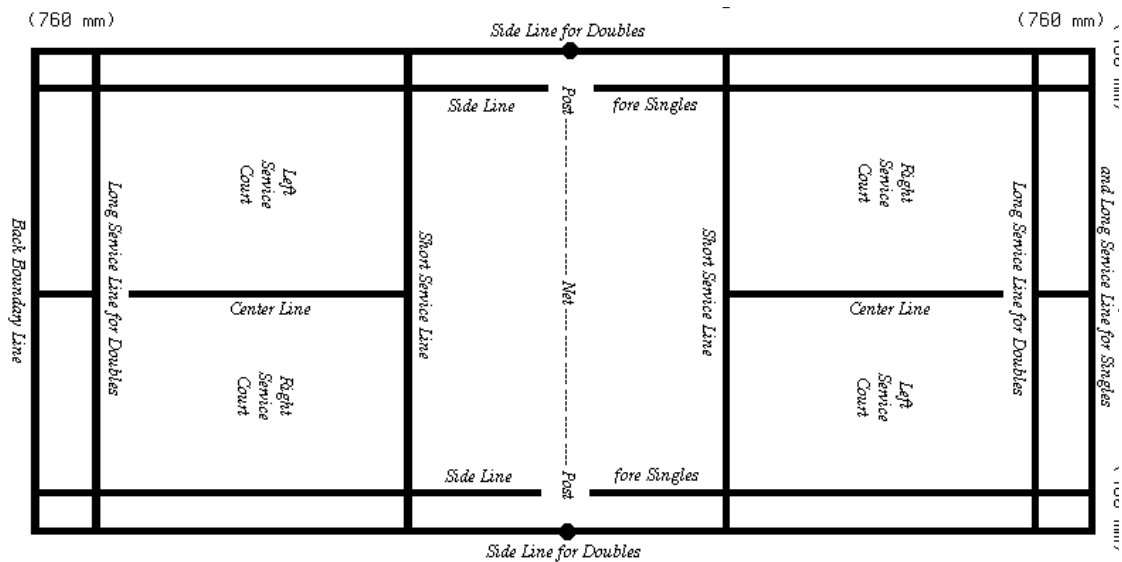 (760 mm)
(760 mm)
Side Line for Doubles
Side Line
Post
fore Singles
Left
Service
Court
Right
Service
Court
Back Boundary Line
Long Service Line for Doubles
Short Service Line
Net
Short Service Line
Long Service Line for Doubles
and Long Service Line for Singles
Center Line
Center Line
Right
Service
Court
Left
Service
Court
Side Line
Post
fore Singles
Side Line for Doubles